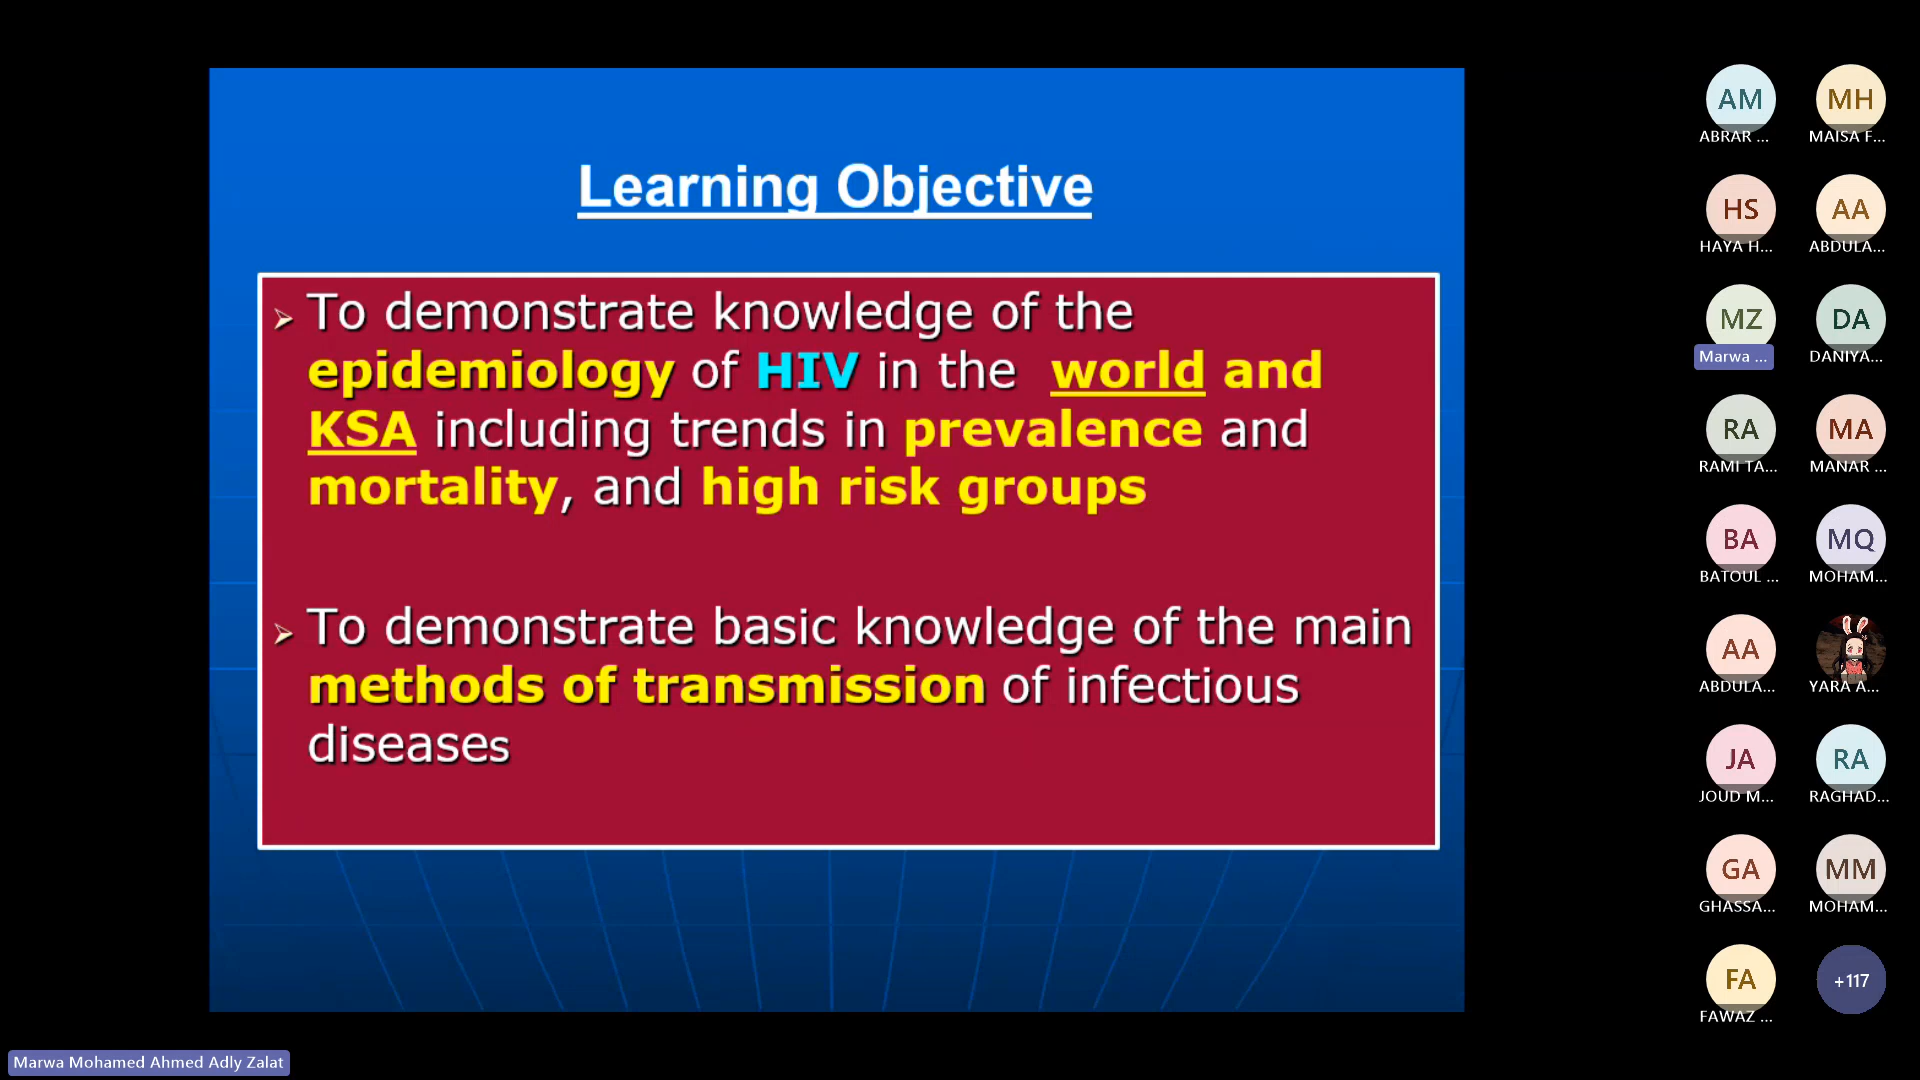 Learning Objective
➢ To demonstrate knowledge of the
epidemiology of HIV in the world and
KSA including trends in prevalence and
mortality, and high risk groups
➢ To demonstrate basic knowledge of the main
methods of transmission of infectious
diseases
AM
ABRAR ...
MH
MAISA F...
HS
HAYA H...
AA
ABDULA...
MZ
Marwa ...
DA
DANIYA...
RA
RAMI TA...
MA
MANAR ...
BA
BATOUL ...
MQ
MOHAM...
AA
ABDULA...
YARA A...
JA
JOUD M...
RA
RAGHAD...
GA
GHASSA...
MM
MOHAM...
FA
FAWAZ ...
+117
Marwa Mohamed Ahmed Adly Zalat